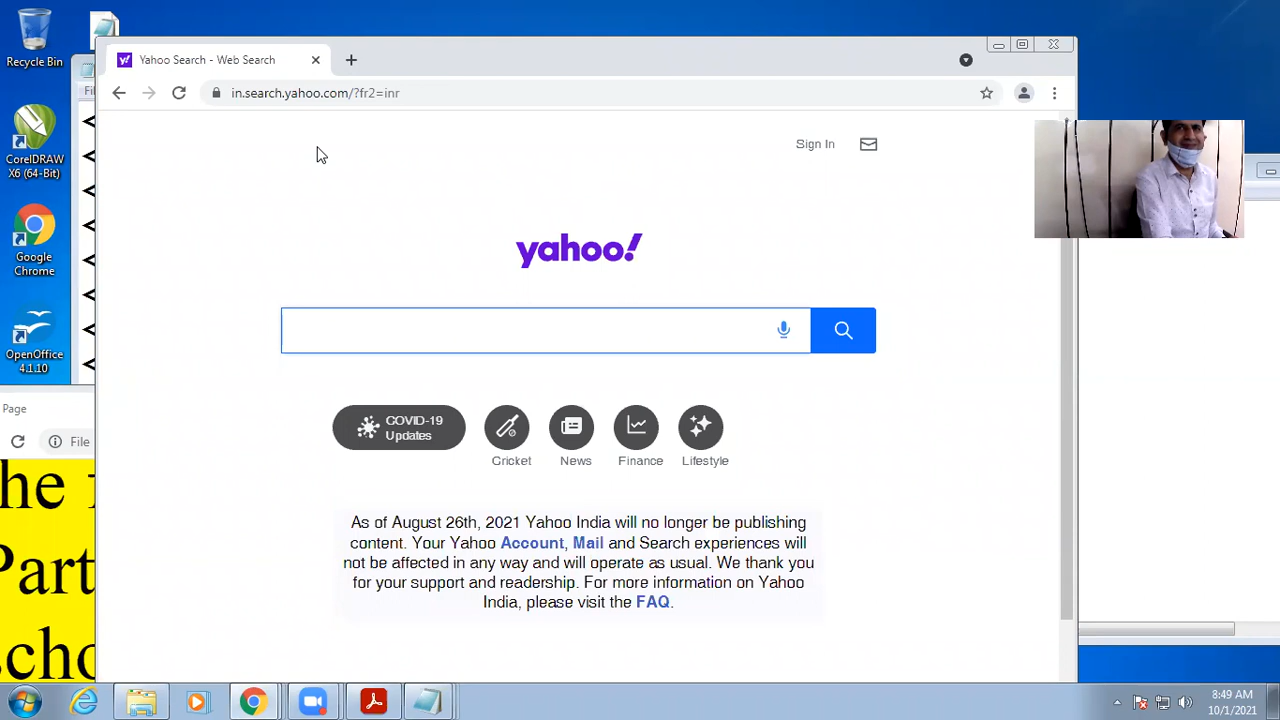 Recycle Bin
CorelDRAW
X6 (64-Bit)
Google
Chrome
OpenOffice
4.1.10
Yahoo Search - Web Search
in.search.yahoo.com/?fr2=inr
Sign In
yahoo!
COVID-19
Updates
Cricket
News
Finance
Lifestyle
As of August 26th, 2021 Yahoo India will no longer be publishing
content. Your Yahoo Account, Mail and Search experiences will
not be affected in any way and will operate as usual. We thank you
for your support and readership. For more information on Yahoo
India, please visit the FAQ.
Page
File
he
Part
cho
8:49 AM
10/1/2021